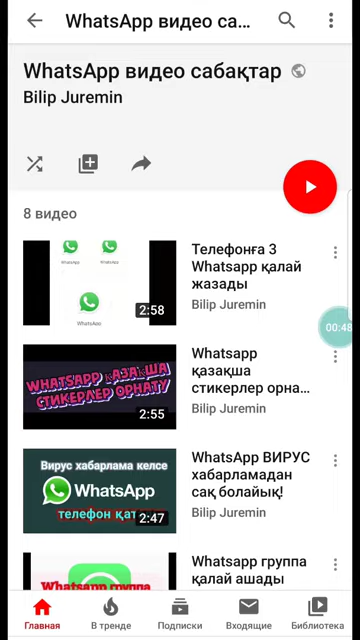 WhatsApp видео са...
WhatsApp видео сабақтар
Bilip Juremin
8 видео
WhatsApp
WhatsApp
WhatsApp
2:58
Телефонға 3
Whatsapp қалай
жазады
Bilip Juremin
00:48
WHATSAPP ҚАЗАҚША
СТИКЕРЛЕР ОРНАТУ
2:55
Whatsapp
қазақша
стикерлер орна...
Bilip Juremin
Вирус хабарлама келсе
WhatsApp
телефон қат
2:47
WhatsApp ВИРУС
хабарламадан
сақ болайық!
Bilip Juremin
Whatsapp группа
Whatsapp группа
қалай ашады
Главная
В тренде
Подписки
Входящие
Библиотека